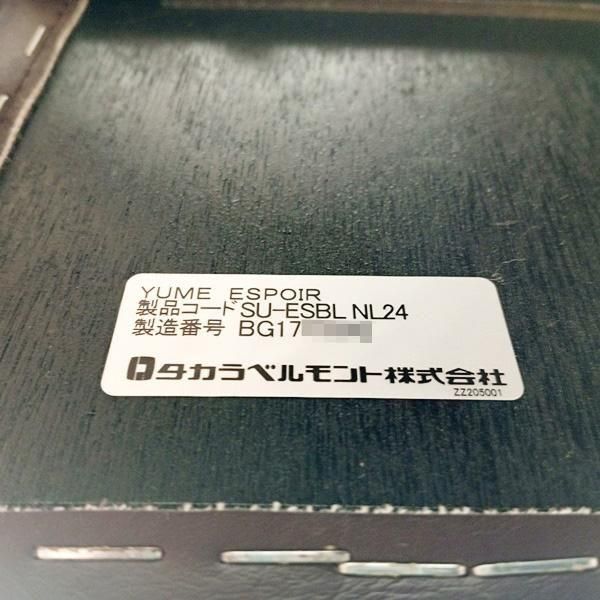 YUME ESPOIR
製品コード SU-ESBL NL24
製造番号 BG17
タカラベルモント株式会社
ZZ205001